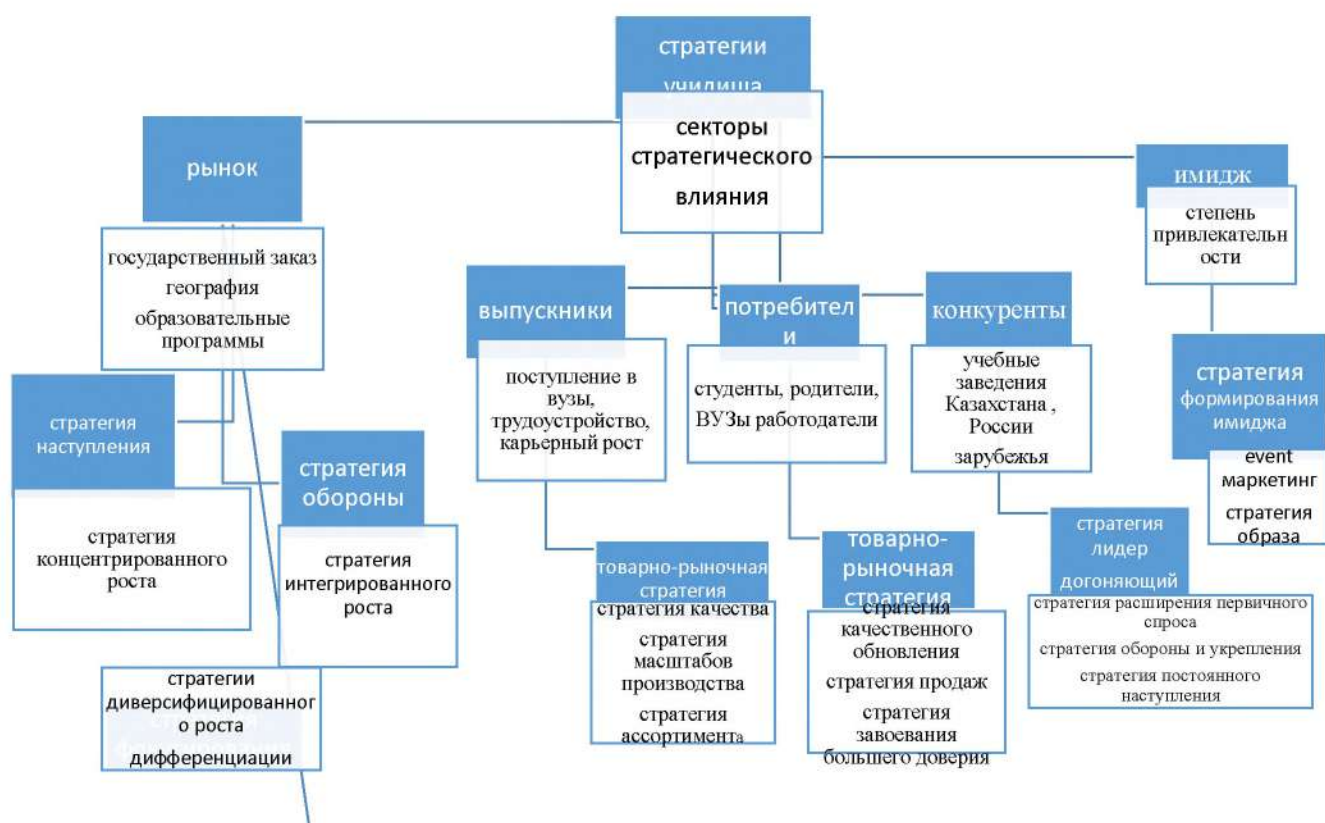 стратегии
училища
секторы
стратегического
влияния
рынок
государственный заказ
география
образовательные
программы
стратегия
наступления
стратегия
концентрированного
роста
стратегия
обороны
стратегия
интегрированного
роста
стратегии
диверсифицированног
о роста
дифференциации
выпускники
поступление в
вузы,
трудоустройство,
карьерный рост
товарно-рыночная
стратегия
стратегия качества
стратегия
масштабов
производства
стратегия
ассортимента
потребител
и
студенты, родители,
ВУЗы работодатели
товарно-
рыночная
стратегия
стратегия
качественного
обновления
стратегия продаж
стратегия
завоевания
большего доверия
конкуренты
учебные
заведения
Казахстана ,
России
зарубежья
стратегия
лидер
догоняющий
стратегия расширения первичного
спроса
стратегия обороны и укрепления
стратегия постоянного
наступления
имидж
степень
привлекательн
ости
стратегия
формирования
имиджа
event
маркетинг
стратегия
образа